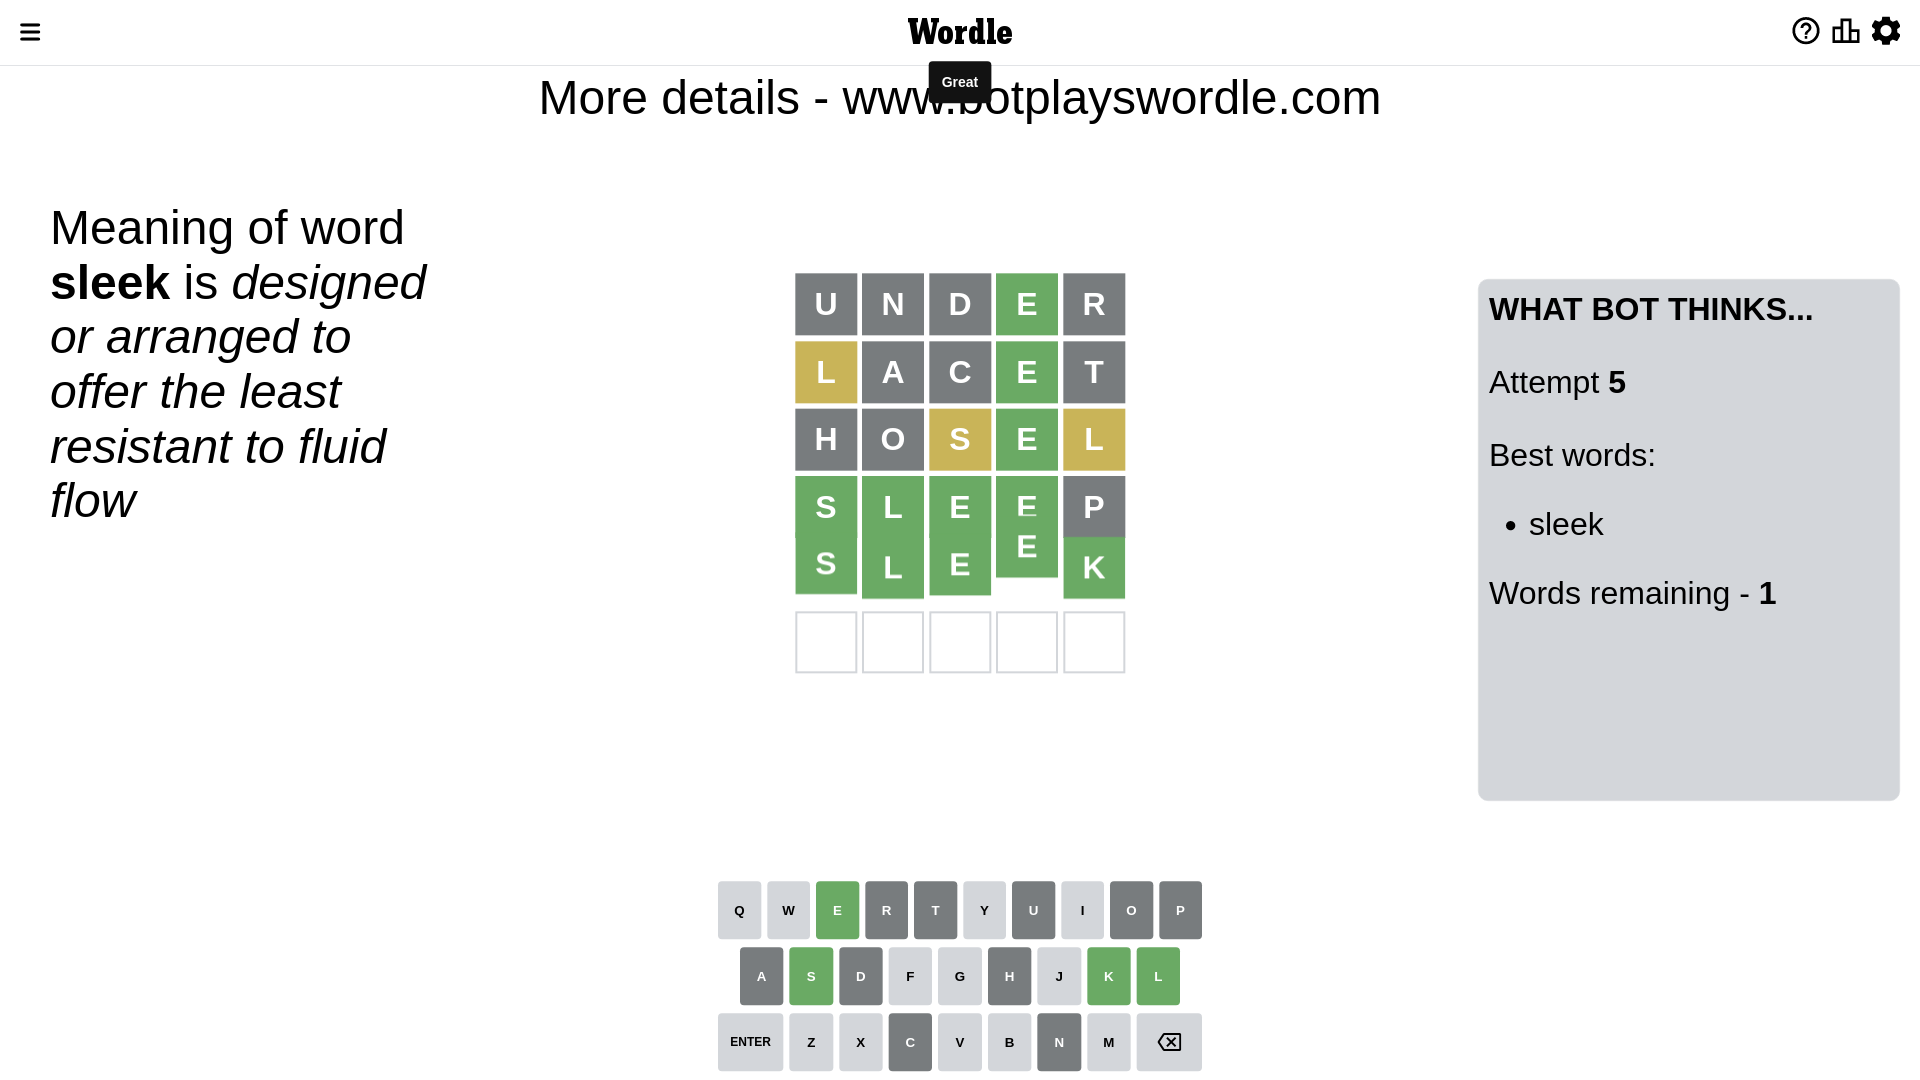 Wordle
Great
More details - www.botplayswordle.com
Meaning of word
sleek is designed
or arranged to
offer the least
resistant to fluid
flow
U N D E R
L A C E T
H O S E L
S L E E P
S L E E K
WHAT BOT THINKS...
Attempt 5
Best words:
• sleek
Words remaining - 1
Q W E R T Y U I O P
A S D F G H J K L
ENTER Z X C V B N M